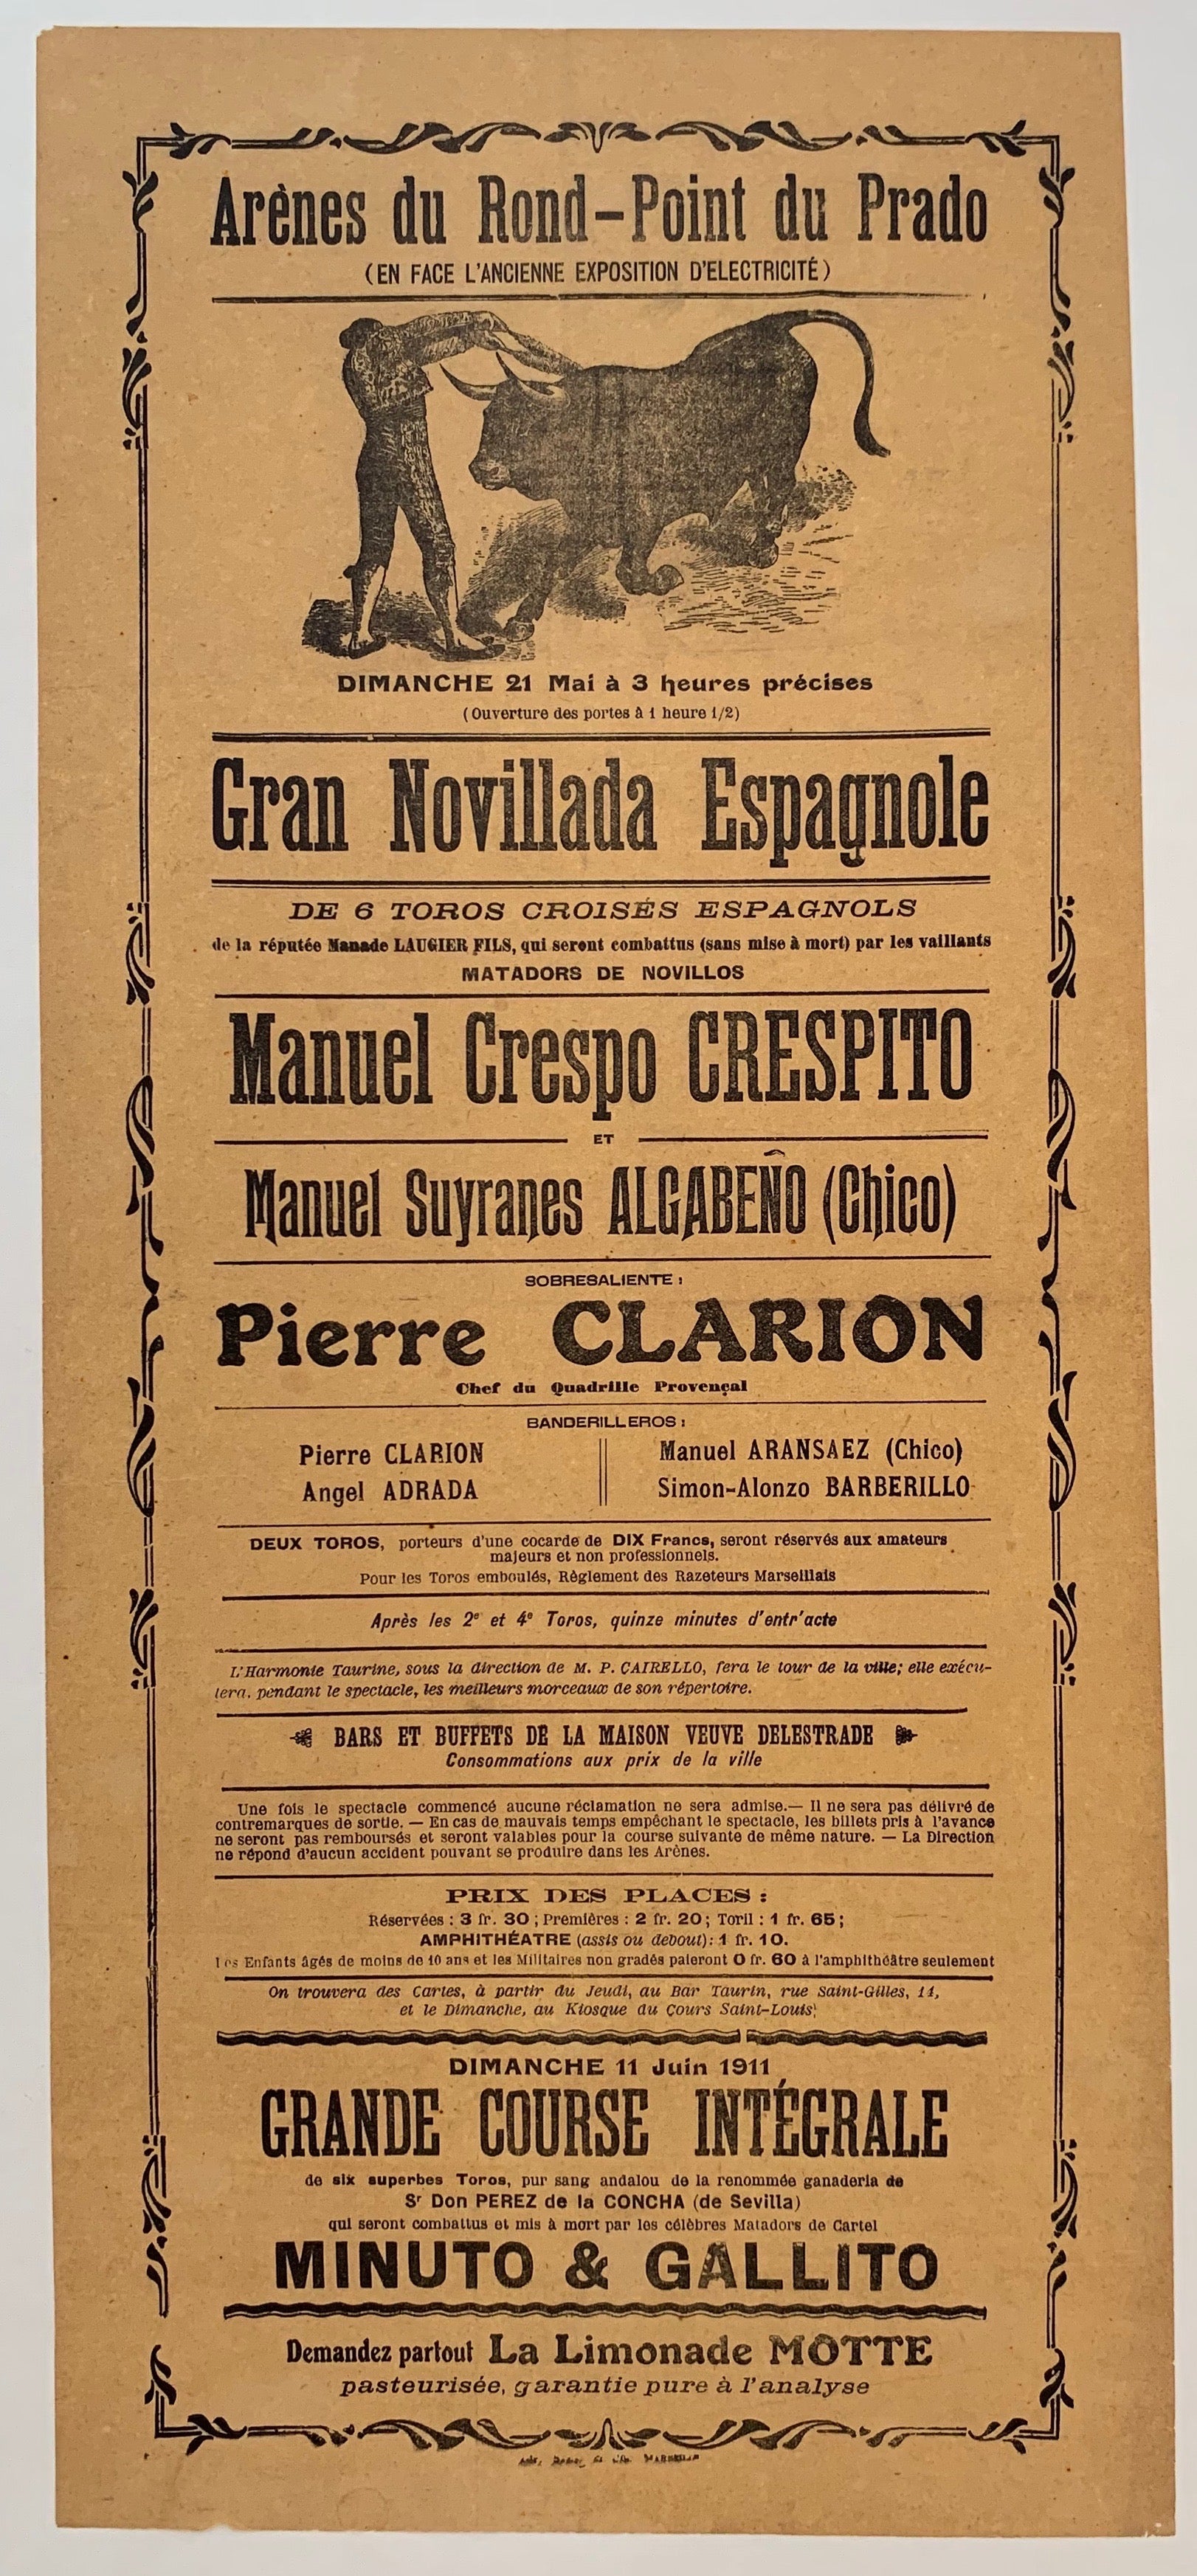 Arènes du Rond-Point du Prado
(EN FACE L'ANCIENNE EXPOSITION D'ELECTRICITÉ)
DIMANCHE 21 Mai à 3 heures précises
(Ouverture des portes à 1 heure 1/2)
Gran Novillada Espagnole
DE 6 TOROS CROISÉS ESPAGNOLS
de la réputée Manade LAUGIER FILS, qui seront combattus (sans mise à mort) par les vaillants
MATADORS DE NOVILLOS
Manuel Crespo CRESPITO
ET
Manuel Suyranes ALGABEÑO (Chico)
SOBRESALIENTE :
Pierre CLARION
Chef du Quadrille Provençal
BANDERILLEROS :
Pierre CLARION
Angel ADRADA
Manuel ARANSAEZ (Chico)
Simon-Alonzo BARBERILLO
DEUX TOROS, porteurs d'une cocarde de DIX Francs, seront réservés aux amateurs
majeurs et non professionnels.
Pour les Toros emboulés, Règlement des Razeteurs Marseillais
Après les 2e et 4e Toros, quinze minutes d'entr'acte
L'Harmonie Taurine, sous la direction de M. P. CAIRELLO, fera le tour de la ville; elle exécu-
tera, pendant le spectacle, les meilleurs morceaux de son répertoire.
BARS ET BUFFETS DE LA MAISON VEUVE DELESTRADE
Consommations aux prix de la ville
Une fois le spectacle commencé aucune réclamation ne sera admise.— Il ne sera pas délivré de
contremarques de sortie. — En cas de mauvais temps empêchant le spectacle, les billets pris à l'avance
ne seront pas remboursés et seront valables pour la course suivante de même nature. — La Direction
ne répond d'aucun accident pouvant se produire dans les Arènes.
PRIX DES PLACES :
Réservées : 3 fr. 30 ; Premières : 2 fr. 20 ; Toril : 1 fr. 65 ;
AMPHITHÉATRE (assis ou debout) : 1 fr. 10.
Les Enfants âgés de moins de 10 ans et les Militaires non gradés paieront 0 fr. 60 à l'amphithéâtre seulement
On trouvera des Cartes, à partir du Jeudi, au Bar Taurin, rue Saint-Gilles, 11,
et le Dimanche, au Kiosque du Cours Saint-Louis.
DIMANCHE 11 Juin 1911
GRANDE COURSE INTÉGRALE
de six superbes Toros, pur sang andalou de la renommée ganaderia de
Sr Don PEREZ de la CONCHA (de Sevilla)
qui seront combattus et mis à mort par les célèbres Matadors de Cartel
MINUTO & GALLITO
Demandez partout La Limonade MOTTE
pasteurisée, garantie pure à l'analyse
MARSEILLE